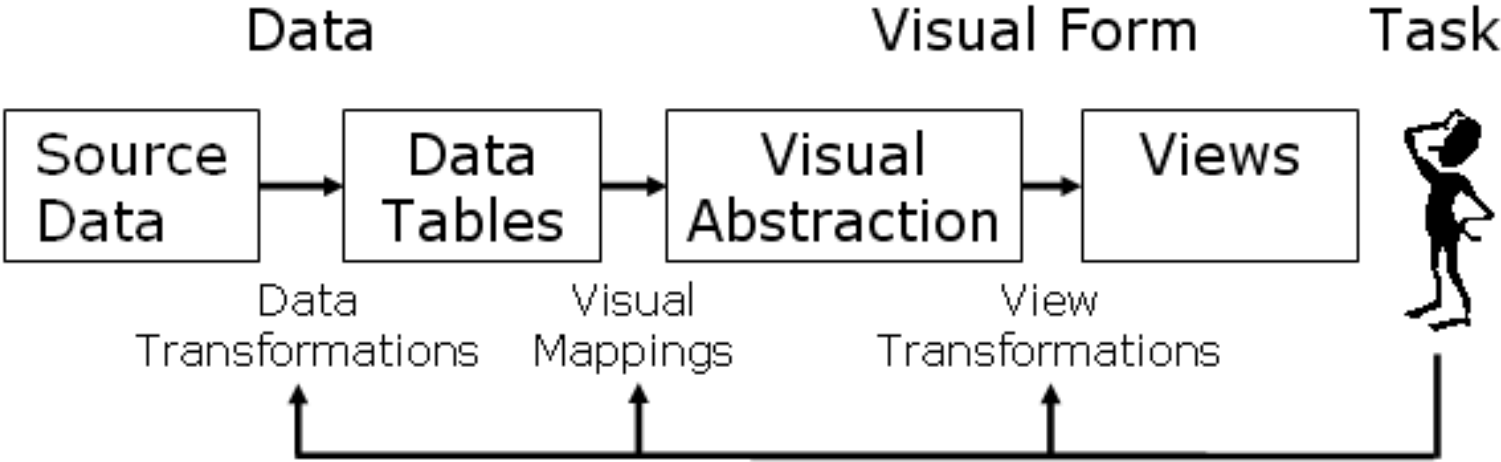 Data
Visual Form
Task
Source
Data
Data
Tables
Visual
Abstraction
Views
Data
Transformations
Visual
Mappings
View
Transformations